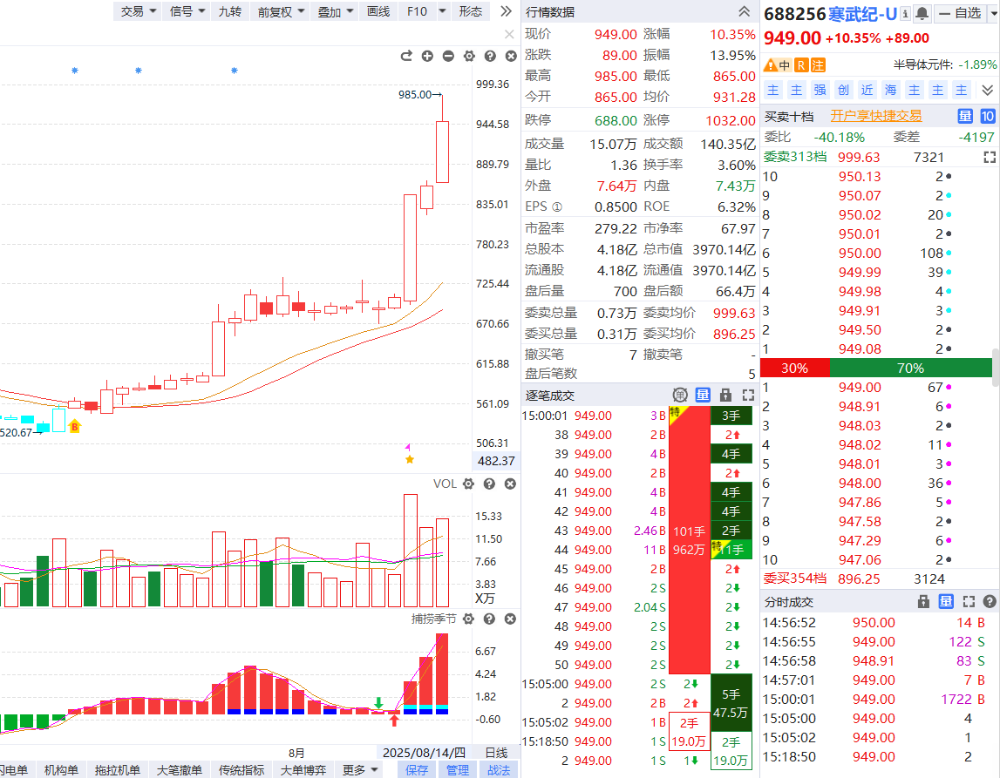 交易 信号 九转 前复权 叠加 画线 F10 形态
999.36
985.00
944.58
889.79
835.01
780.23
725.44
670.66
615.88
561.09
520.67
B
506.31
482.37
VOL
15.33
11.50
7.66
3.83
X万
捕捞季节
6.67
4.24
1.82
-0.60
8月 2025/08/14/四 日线
闪电单 机构单 拖拉机单 大笔撤单 传统指标 大单博弈 更多 保存 管理 战法
行情数据
现价 949.00 涨幅 10.35%
涨跌 89.00 振幅 13.95%
最高 985.00 最低 865.00
今开 865.00 均价 931.28
跌停 688.00 涨停 1032.00
成交量 15.07万 成交额 140.35亿
量比 1.36 换手率 3.60%
外盘 7.64万 内盘 7.43万
EPS ① 0.8500 ROE 6.32%
市盈率 279.22 市净率 67.97
总股本 4.18亿 总市值 3970.14亿
流通股 4.18亿 流通值 3970.14亿
盘后量 700 盘后额 66.4万
委卖总量 0.73万 委卖均价 999.63
委买总量 0.31万 委买均价 896.25
撤买笔 7 撤卖笔 -
盘后笔数 5
逐笔成交 单 量
15:00:01 949.00 3 B 特 3手
38 949.00 2 B 2
39 949.00 4 B 4手
40 949.00 2 B 2
41 949.00 4 B 4手
42 949.00 4 B 4手
43 949.00 2.46 B 101手 2手
44 949.00 11 B 962万 特 11手
45 949.00 2 B 2
46 949.00 2 S 2
47 949.00 2.04 S 2
48 949.00 2 S 2
49 949.00 2 S 2
50 949.00 2 S 2
15:05:00 949.00 2 S 2 5手
2 949.00 2 B 2 47.5万
15:05:02 949.00 1 B 2手
15:18:50 949.00 1 S 19.0万 2手
2 949.00 1 S 1 19.0万
688256 寒武纪-U 自选
949.00 +10.35% +89.00
中 R 注 半导体元件: -1.89%
主 主 强 创 近 海 主 主 主
买卖十档 开户享快捷交易 量 10
委比 -40.18% 委差 -4197
委卖313档 999.63 7321
10 950.13 2
9 950.07 2
8 950.02 20
7 950.01 2
6 950.00 108
5 949.99 39
4 949.98 4
3 949.91 3
2 949.50 2
1 949.08 2
30% 70%
1 949.00 67
2 948.91 6
3 948.03 2
4 948.02 11
5 948.01 3
6 948.00 36
7 947.86 5
8 947.58 2
9 947.29 6
10 947.06 2
委买354档 896.25 3124
分时成交 量
14:56:52 950.00 14 B
14:56:55 949.00 122 S
14:56:58 948.91 83 S
14:57:01 949.00 7 B
15:00:01 949.00 1722 B
15:05:00 949.00 4
15:05:02 949.00 1
15:18:50 949.00 2